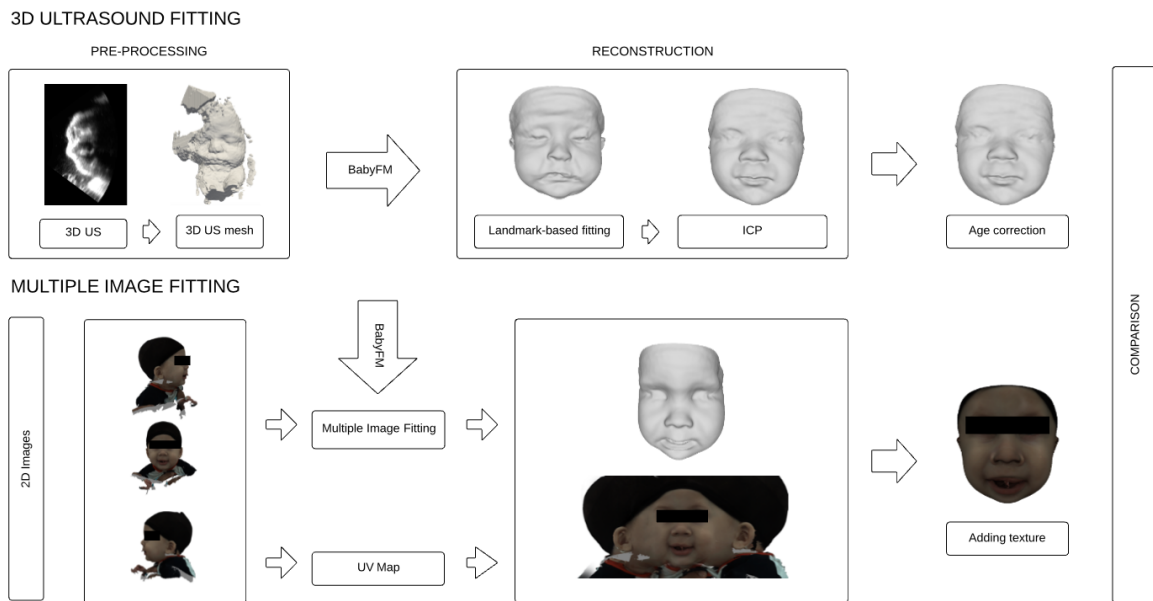 3D ULTRASOUND FITTING
PRE-PROCESSING
RECONSTRUCTION
BabyFM
3D US
3D US mesh
Landmark-based fitting
ICP
Age correction
MULTIPLE IMAGE FITTING
BabyFM
2D Images
Multiple Image Fitting
UV Map
Adding texture
COMPARISON